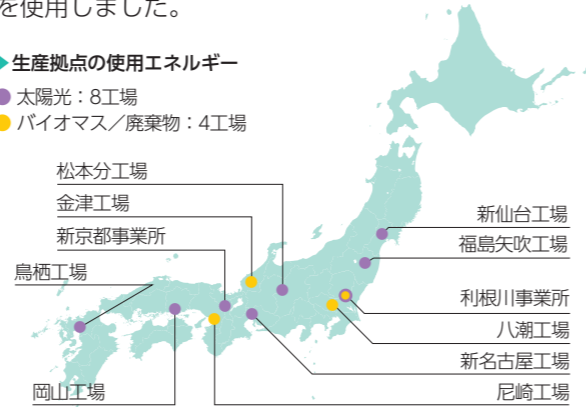 を使用しました。
生産拠点の使用エネルギー
太陽光：8工場
バイオマス／廃棄物：4工場
松本分工場
金津工場
新京都事業所
鳥栖工場
岡山工場
新仙台工場
福島矢吹工場
利根川事業所
八潮工場
新名古屋工場
尼崎工場